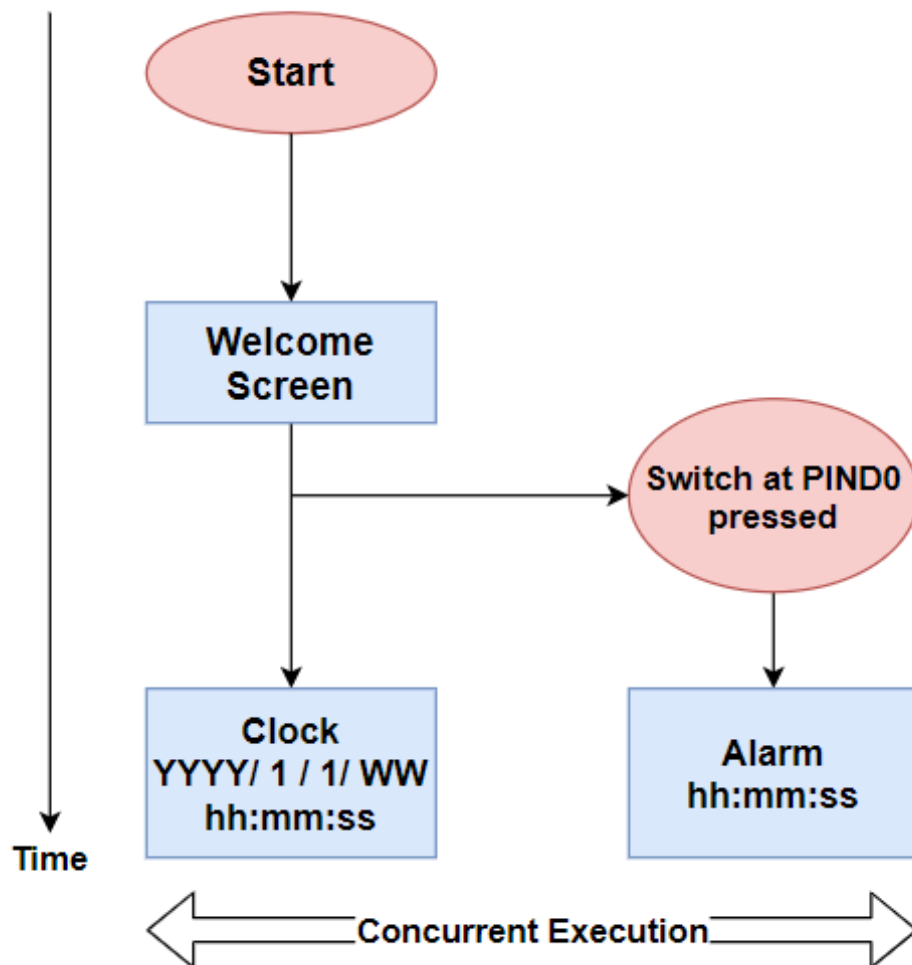 Start
Welcome
Screen
Switch at PIND0
pressed
Clock
YYYY/ 1 / 1/ WW
hh:mm:ss
Alarm
hh:mm:ss
Time
Concurrent Execution